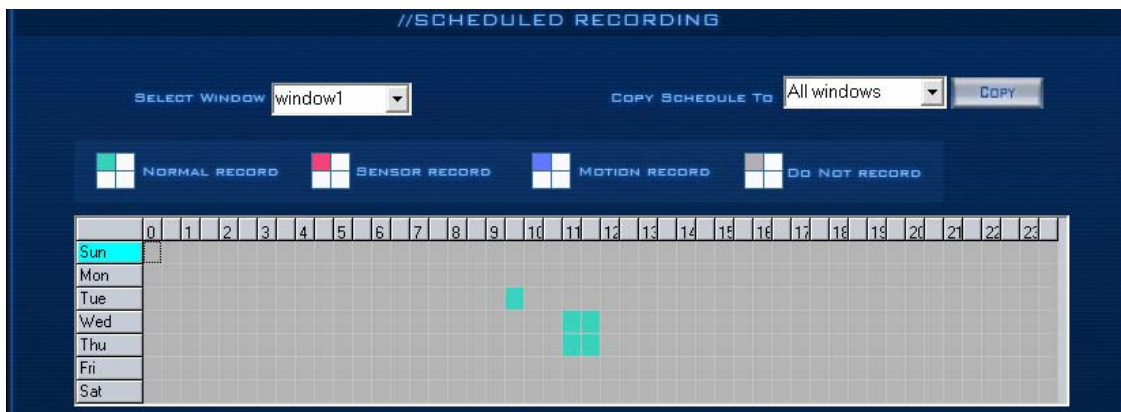 //SCHEDULED RECORDING
SELECT WINDOW window1 COPY SCHEDULE TO All windows COPY
NORMAL RECORD SENSOR RECORD MOTION RECORD DO NOT RECORD
0 1 2 3 4 5 6 7 8 9 10 11 12 13 14 15 16 17 18 19 20 21 22 23
Sun
Mon
Tue
Wed
Thu
Fri
Sat